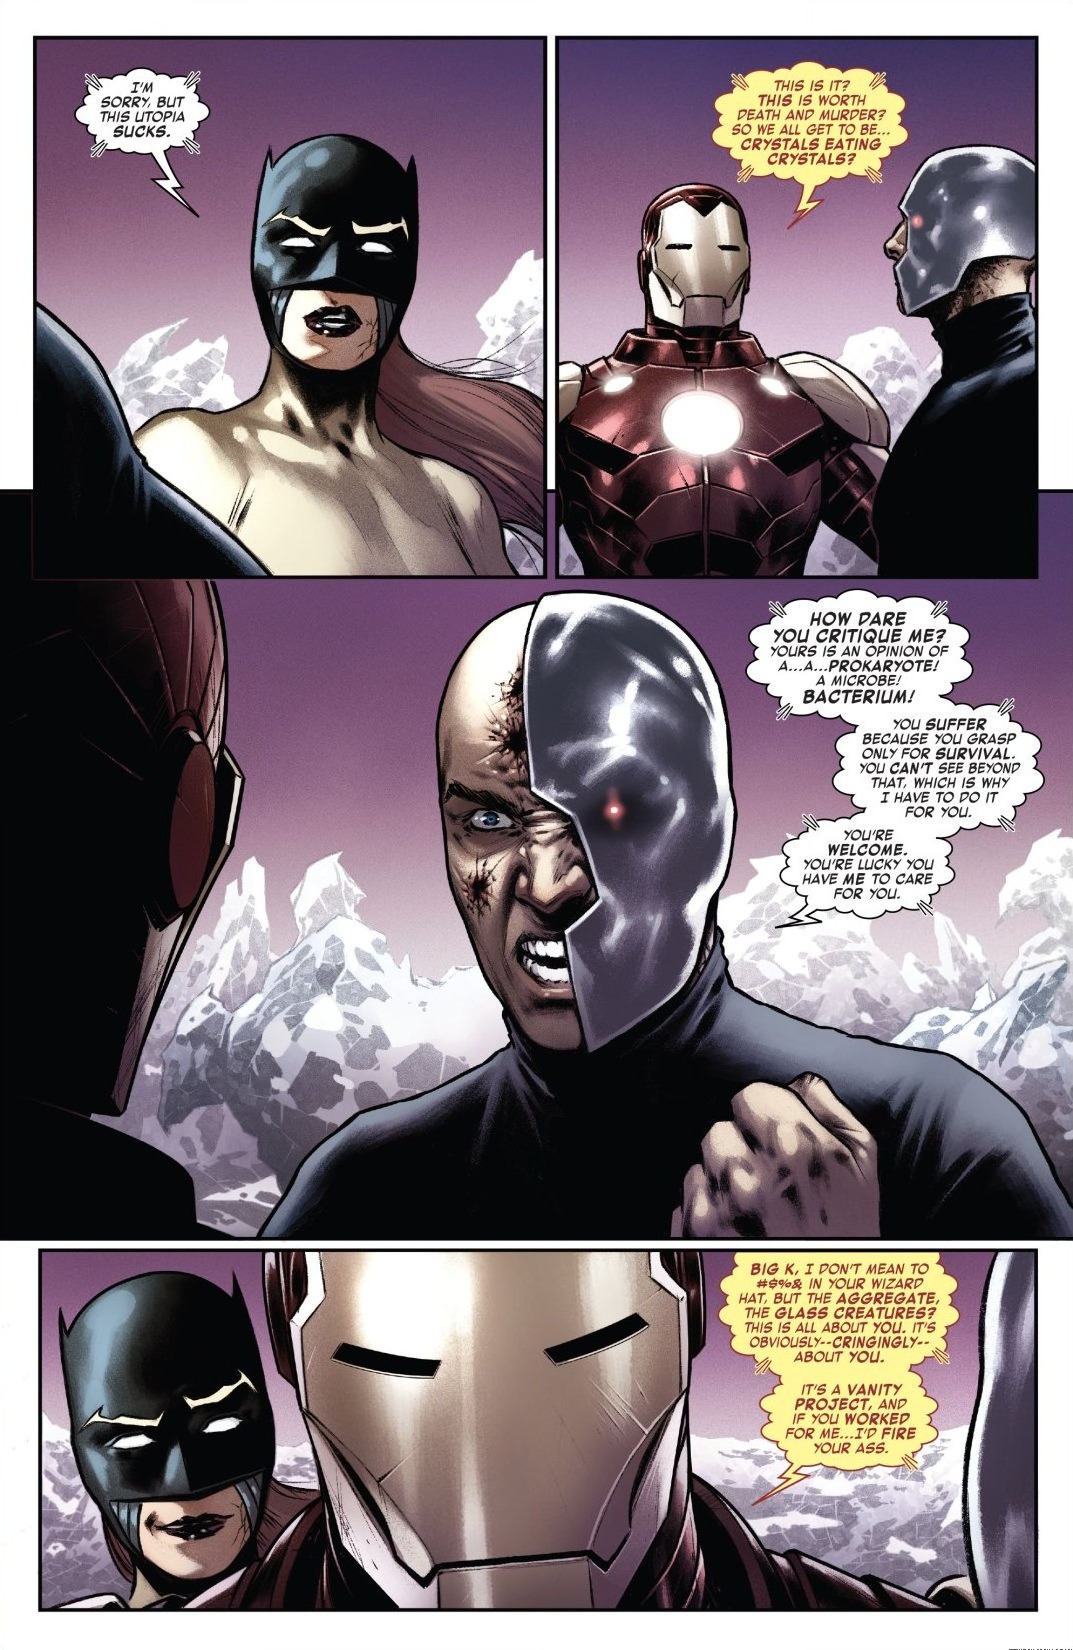 I'M
SORRY, BUT
THIS UTOPIA
SUCKS.
THIS IS IT?
THIS IS WORTH
DEATH AND MURDER?
SO WE ALL GET TO BE...
CRYSTALS EATING
CRYSTALS?
HOW DARE
YOU CRITIQUE ME?
YOURS IS AN OPINION OF
A...A...PROKARYOTE!
A MICROBE!
BACTERIUM!
YOU SUFFER
BECAUSE YOU GRASP
ONLY FOR SURVIVAL.
YOU CAN'T SEE BEYOND
THAT, WHICH IS WHY
I HAVE TO DO IT
FOR YOU.
YOU'RE
WELCOME.
YOU'RE LUCKY YOU
HAVE ME TO CARE
FOR YOU.
BIG K, I DON'T MEAN TO
#$%& IN YOUR WIZARD
HAT, BUT THE AGGREGATE,
THE GLASS CREATURES?
THIS IS ALL ABOUT YOU. IT'S
OBVIOUSLY--CRINGINGLY--
ABOUT YOU.
IT'S A VANITY
PROJECT, AND
IF YOU WORKED
FOR ME...I'D FIRE
YOUR ASS.